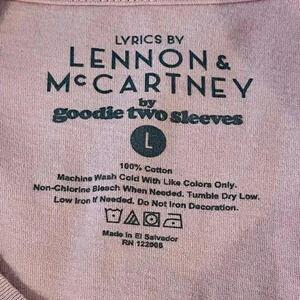 LYRICS BY
LENNON &
McCARTNEY
by
goodie two sleeves
L
100% Cotton
Machine Wash Cold With Like Colors Only.
Non-Chlorine Bleach When Needed. Tumble Dry Low.
Low Iron If Needed. Do Not Iron Decoration.
Made in El Salvador
RN 122065